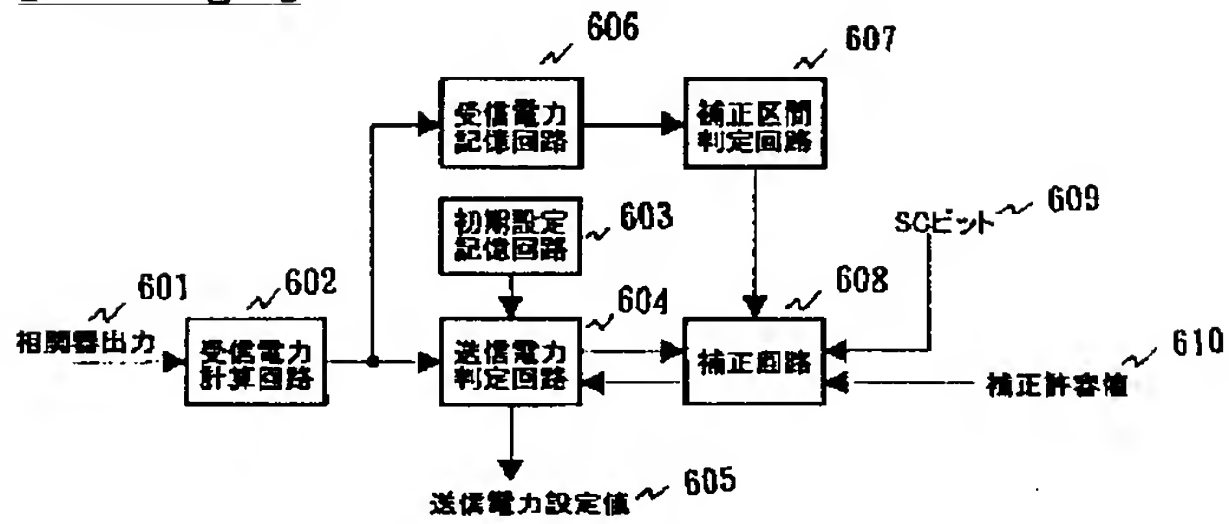 606
607
受信電力
記憶回路
補正区間
判定回路
初期設定
記憶回路
603
SCビット
609
601
602
604
608
相関器出力
受信電力
計算回路
送信電力
判定回路
補正回路
610
補正許容値
送信電力設定値
605